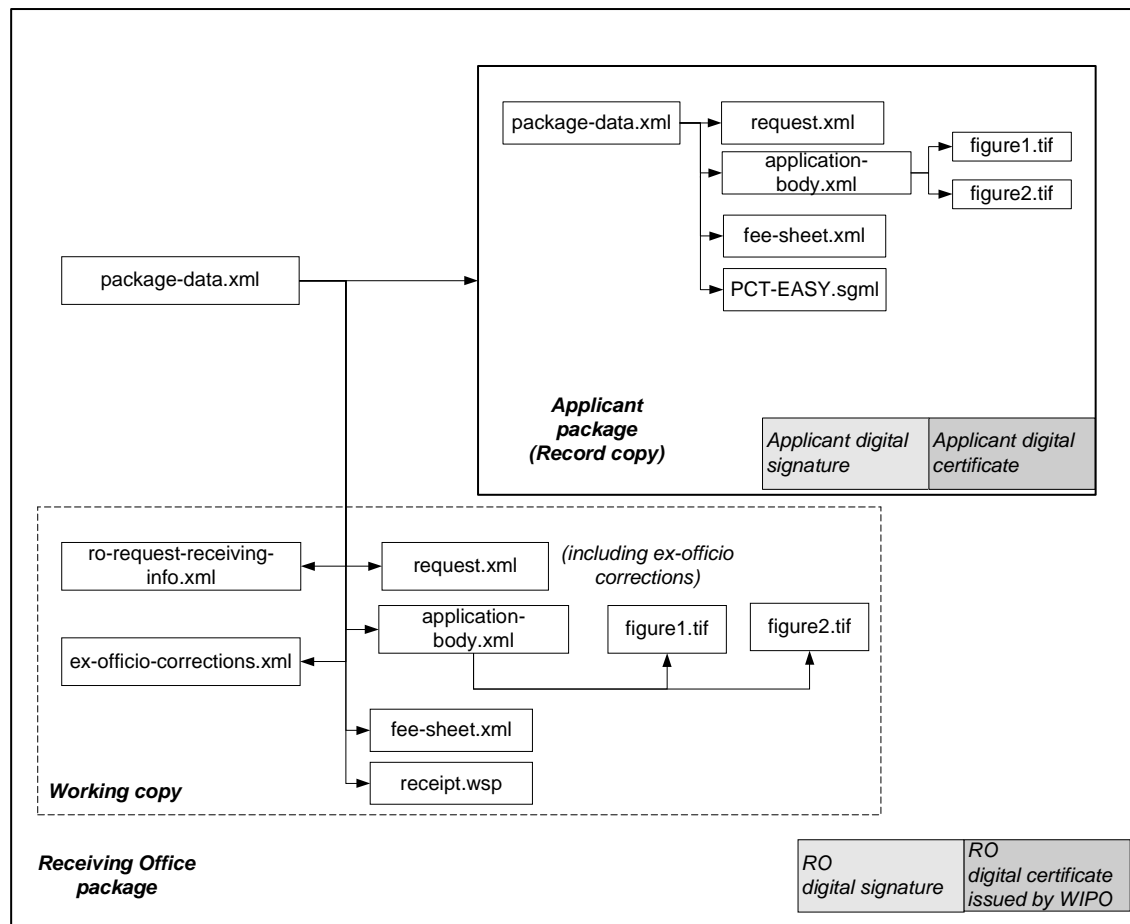 package-data.xml
request.xml
application-
body.xml
figure1.tif
figure2.tif
fee-sheet.xml
PCT-EASY.sgml
Applicant
package
(Record copy)
Applicant digital
signature
Applicant digital
certificate
package-data.xml
ro-request-receiving-
info.xml
request.xml
(including ex-officio
corrections)
application-
body.xml
figure1.tif
figure2.tif
ex-officio-corrections.xml
fee-sheet.xml
receipt.wsp
Working copy
Receiving Office
package
RO
digital signature
RO
digital certificate
issued by WIPO